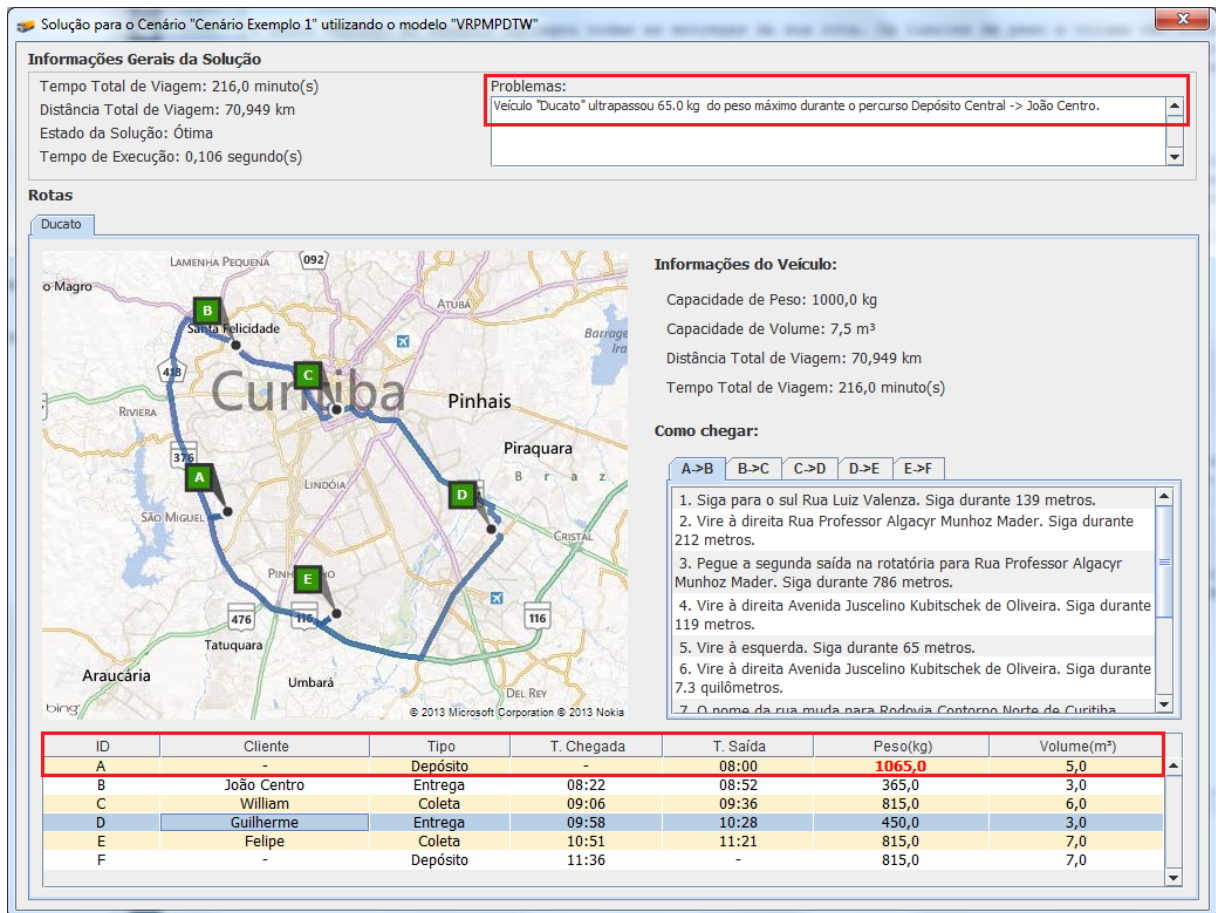 Solução para o Cenário "Cenário Exemplo 1" utilizando o modelo "VRPMPDTW"
Informações Gerais da Solução
Tempo Total de Viagem: 216,0 minuto(s)
Distância Total de Viagem: 70,949 km
Estado da Solução: Ótima
Tempo de Execução: 0,106 segundo(s)
Problemas:
Veículo "Ducato" ultrapassou 65.0 kg do peso máximo durante o percurso Depósito Central -> João Centro.
Rotas
Ducato
LAMENHA PEQUENA
092
o Magro
B
ATUBA
Santa Felicidade
Barrage
Ira
418
C
Curitiba
Pinhais
RIVIERA
376
Piraquara
A
LINDÓIA
B r a z
D
SÃO MIGUEL
CRISTAL
E
476
116
116
Tatuquara
Araucária
Umbará
DEL REY
bing
© 2013 Microsoft Corporation © 2013 Nokia
Informações do Veículo:
Capacidade de Peso: 1000,0 kg
Capacidade de Volume: 7,5 m³
Distância Total de Viagem: 70,949 km
Tempo Total de Viagem: 216,0 minuto(s)
Como chegar:
A->B B->C C->D D->E E->F
1. Siga para o sul Rua Luiz Valenza. Siga durante 139 metros.
2. Vire à direita Rua Professor Algacyr Munhoz Mader. Siga durante
212 metros.
3. Pegue a segunda saída na rotatória para Rua Professor Algacyr
Munhoz Mader. Siga durante 786 metros.
4. Vire à direita Avenida Juscelino Kubitschek de Oliveira. Siga durante
119 metros.
5. Vire à esquerda. Siga durante 65 metros.
6. Vire à direita Avenida Juscelino Kubitschek de Oliveira. Siga durante
7.3 quilômetros.
7. O nome da rua muda para Rodovia Contorno Norte de Curitiba
ID Cliente Tipo T. Chegada T. Saída Peso(kg) Volume(m³)
A - Depósito - 08:00 1065,0 5,0
B João Centro Entrega 08:22 08:52 365,0 3,0
C William Coleta 09:06 09:36 815,0 6,0
D Guilherme Entrega 09:58 10:28 450,0 3,0
E Felipe Coleta 10:51 11:21 815,0 7,0
F - Depósito 11:36 - 815,0 7,0